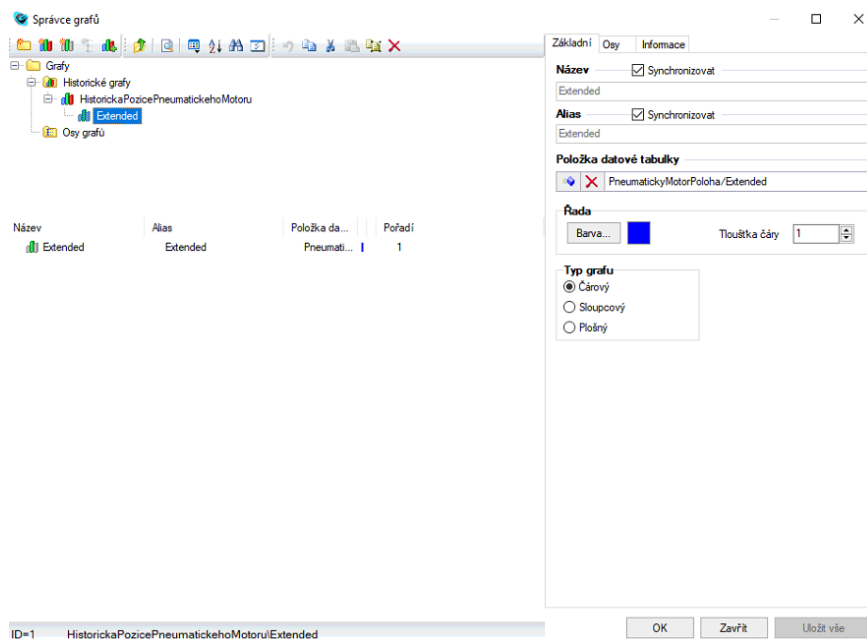 Správce grafů
Grafy
Historické grafy
HistorickaPozicePneumatickehoMotoru
Extended
Osy grafů
Název Alias Položka da... Pořadí
Extended Extended Pneumati... 1
Základní Osy Informace
Název Synchronizovat
Extended
Alias Synchronizovat
Extended
Položka datové tabulky
PneumatickyMotorPoloha/Extended
Řada
Barva... Tloušťka čáry 1
Typ grafu
Čárový
Sloupcový
Plošný
OK Zavřít Uložit vše
ID=1 HistorickaPozicePneumatickehoMotoru\Extended